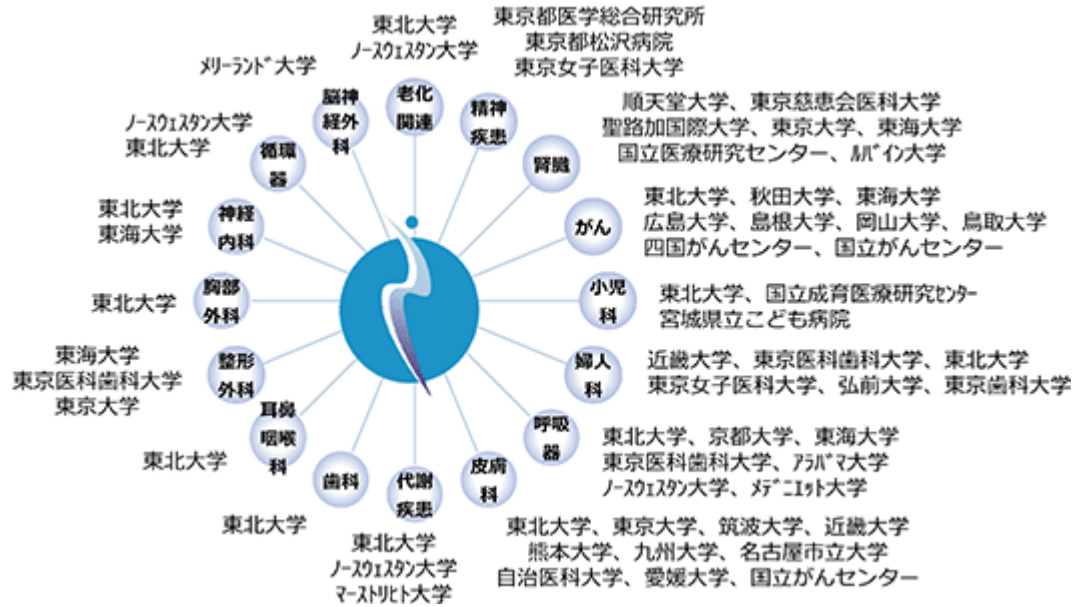 東北大学
ノースウェスタン大学
老化
関連
東京都医学総合研究所
東京都松沢病院
東京女子医科大学
精神
疾患
順天堂大学、東京慈恵会医科大学
聖路加国際大学、東京大学、東海大学
国立医療研究センター、ルバイン大学
腎臓
東北大学、秋田大学、東海大学
広島大学、島根大学、岡山大学、鳥取大学
四国がんセンター、国立がんセンター
がん
東北大学、国立成育医療研究センター
宮城県立こども病院
小児
科
近畿大学、東京医科歯科大学、東北大学
東京女子医科大学、弘前大学、東京歯科大学
婦人
科
東北大学、京都大学、東海大学
東京医科歯科大学、アラバマ大学
ノースウェスタン大学、メデニエット大学
呼吸
器
東北大学、東京大学、筑波大学、近畿大学
熊本大学、九州大学、名古屋市立大学
自治医科大学、愛媛大学、国立がんセンター
皮膚
科
代謝
疾患
東北大学
ノースウェスタン大学
マーストリヒト大学
歯科
東北大学
耳鼻
咽喉
科
東北大学
整形
外科
東海大学
東京医科歯科大学
東京大学
胸部
外科
東北大学
神経
内科
東北大学
東海大学
循環
器
ノースウェスタン大学
東北大学
脳神
経外
科
メリーランド大学